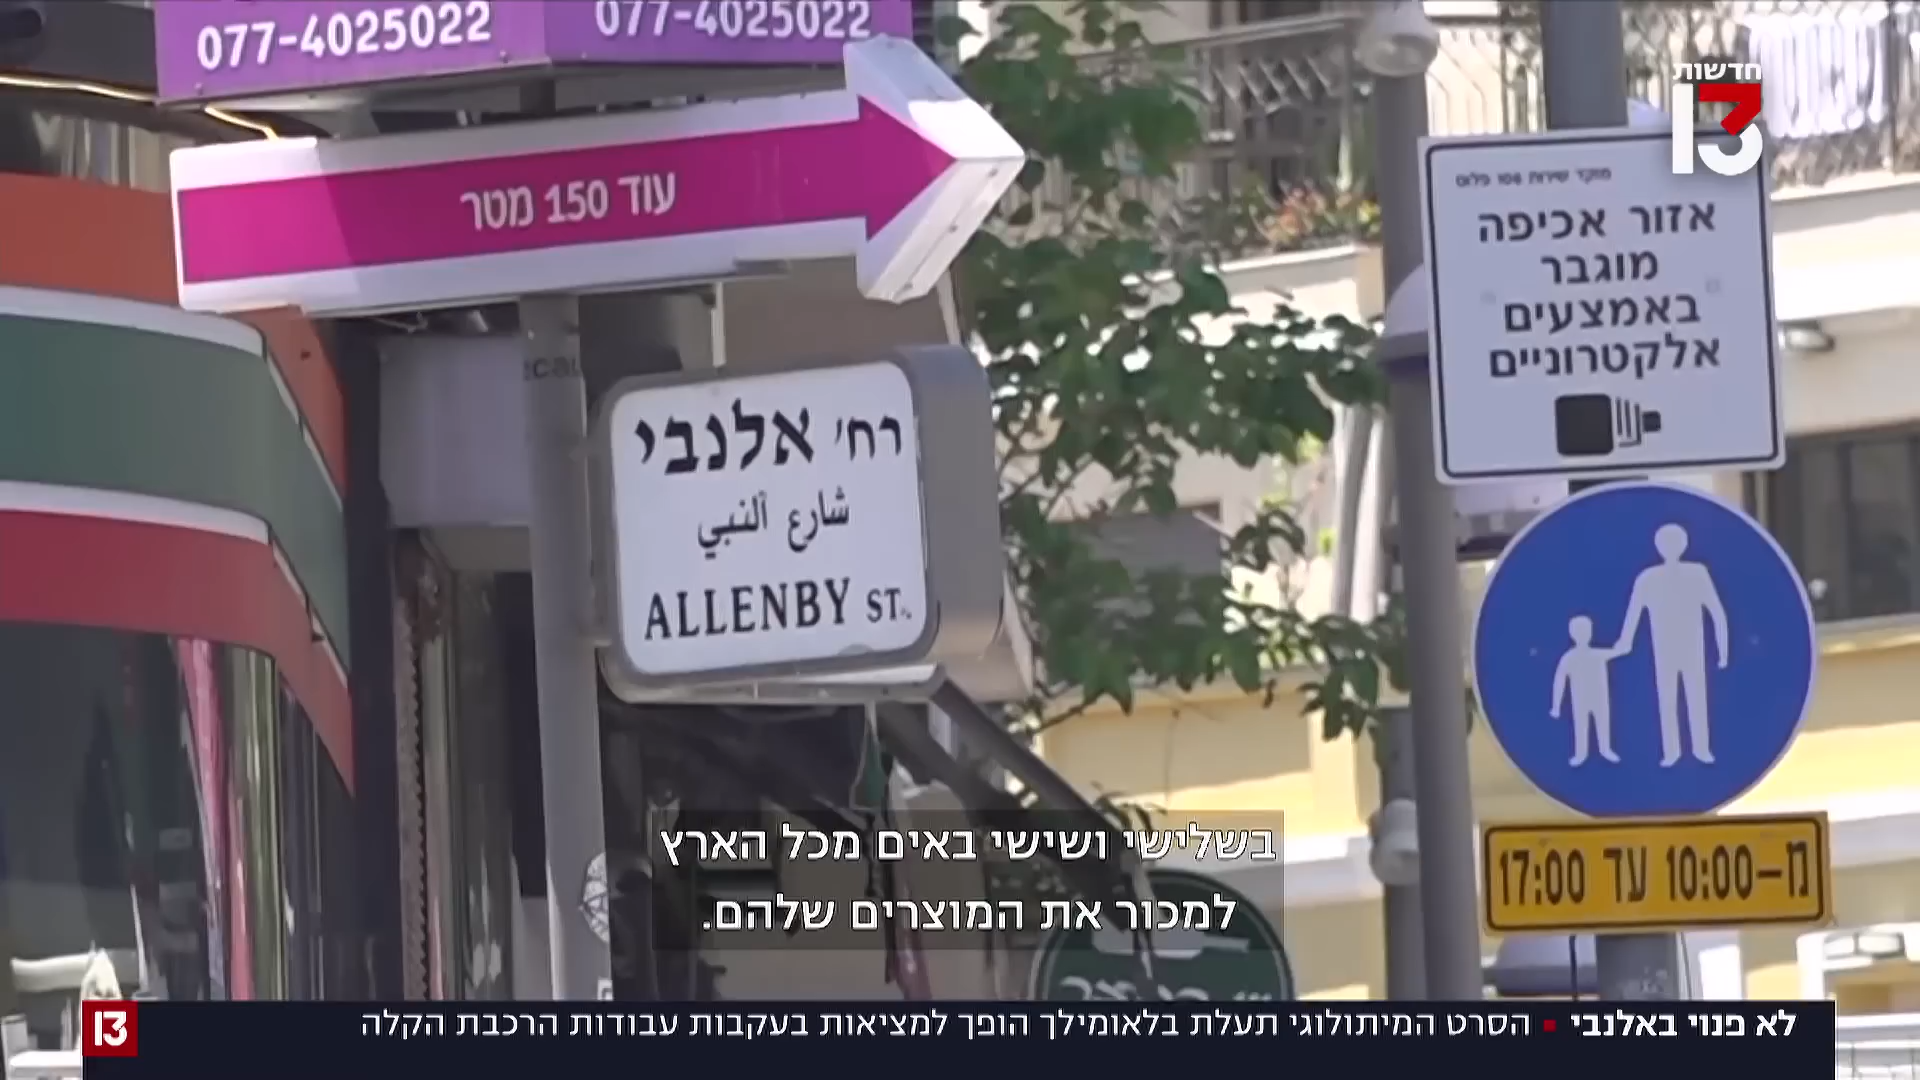 077-4025022
077-4025022
עוד 150 מטר
חדשות
13
מוקד שירות 106 פלוס
אזור אכיפה
מוגבר
באמצעים
אלקטרוניים
רח׳ אלנבי
شارع ألنبي
ALLENBY ST.
מ-10:00 עד 17:00
בשלישי ושישי באים מכל הארץ
למכור את המוצרים שלהם.
לא פנוי באלנבי ▪ הסרט המיתולוגי תעלת בלאומילך הופך למציאות בעקבות עבודות הרכבת הקלה
13